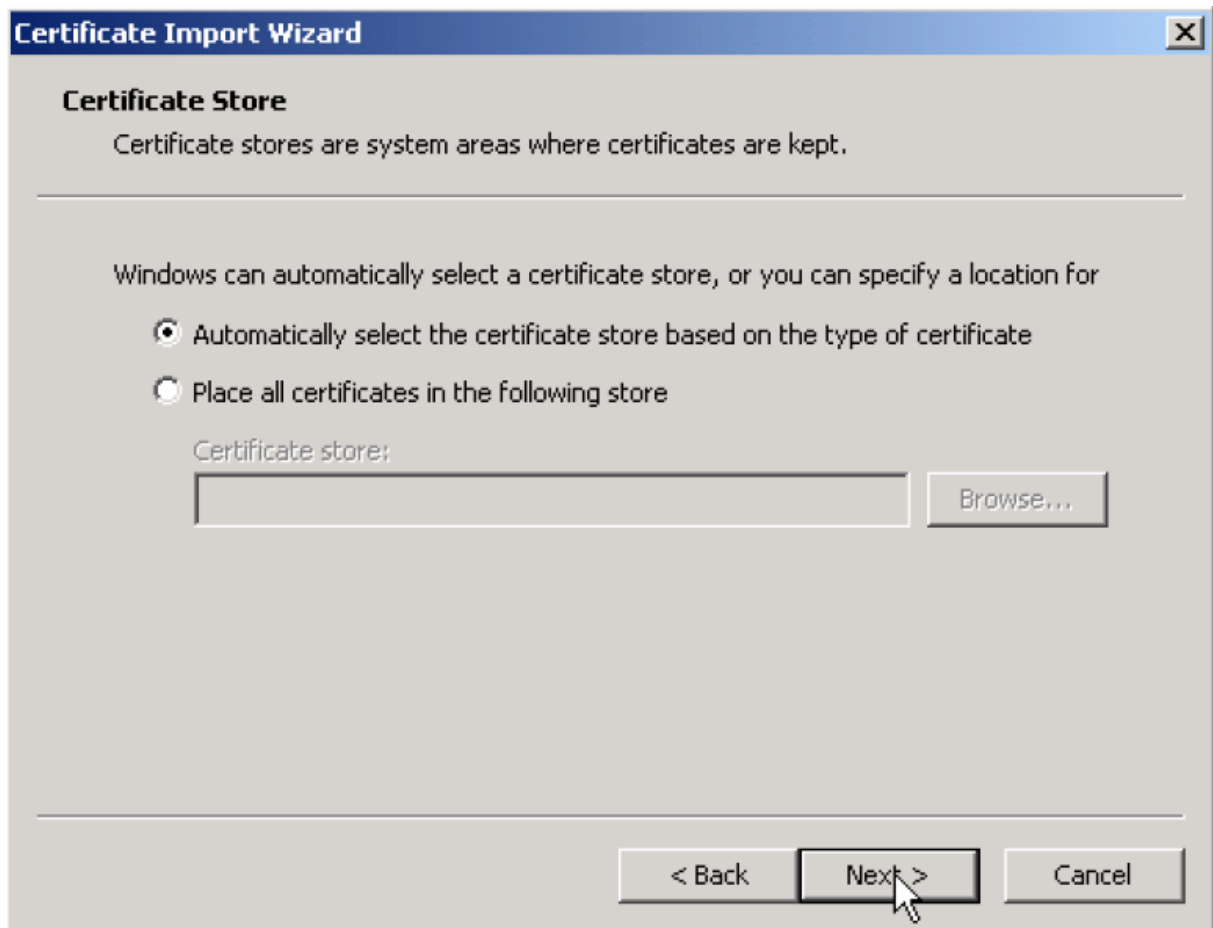 Certificate Import Wizard
Certificate Store
Certificate stores are system areas where certificates are kept.
Windows can automatically select a certificate store, or you can specify a location for
Automatically select the certificate store based on the type of certificate
Place all certificates in the following store
Certificate store:
Browse...
< Back Next > Cancel